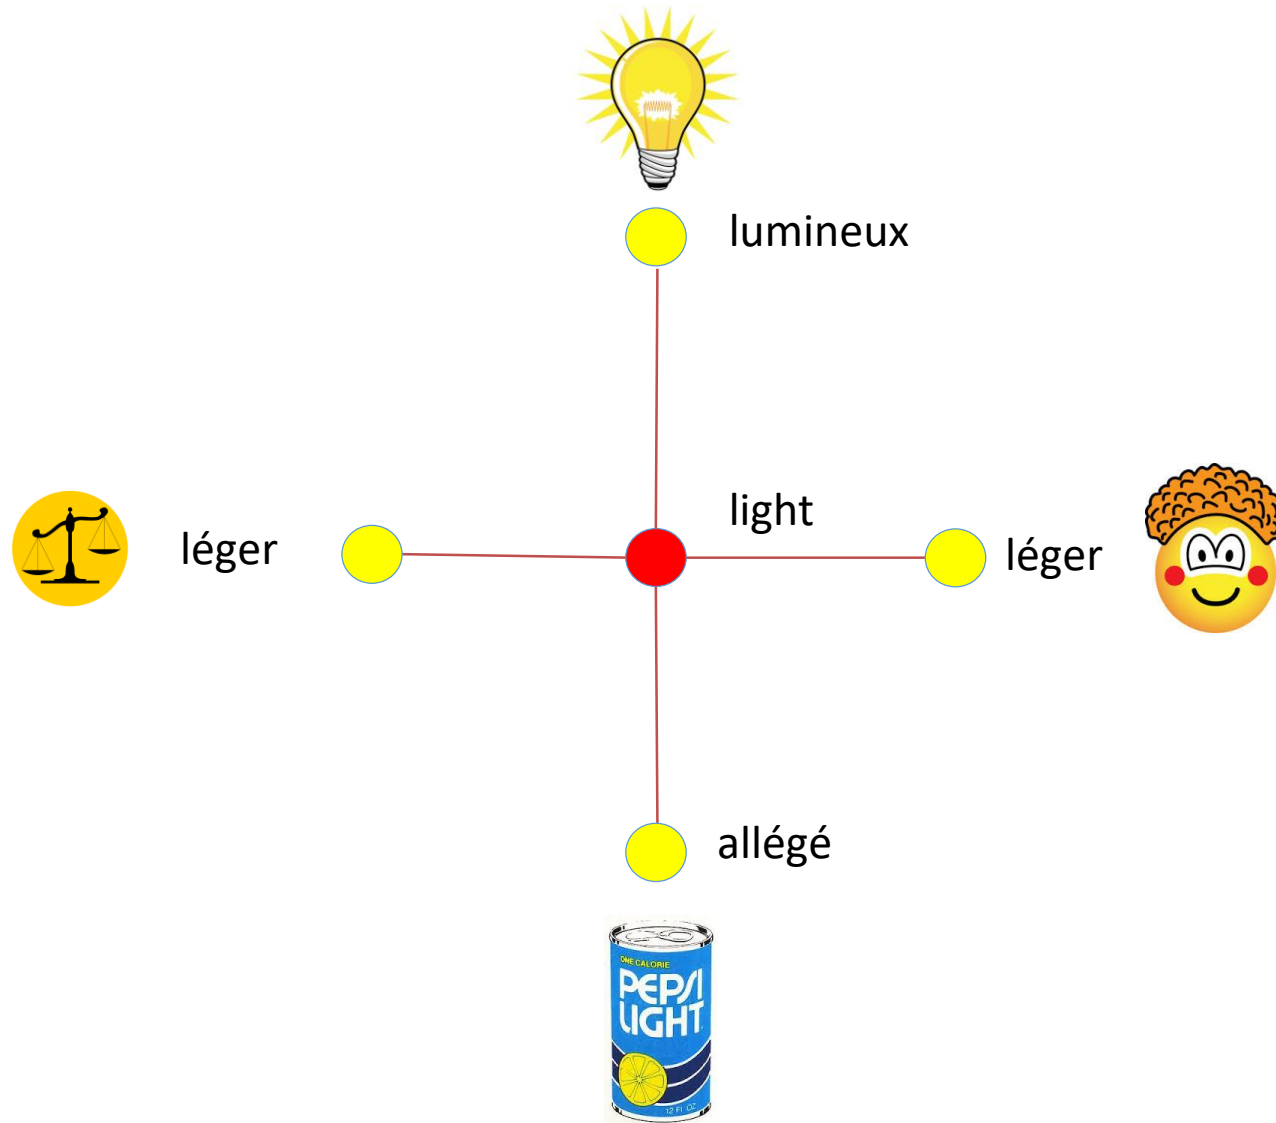 lumineux
light
léger
léger
allégé
ONE CALORIE
PEPSI
LIGHT
12 FL OZ